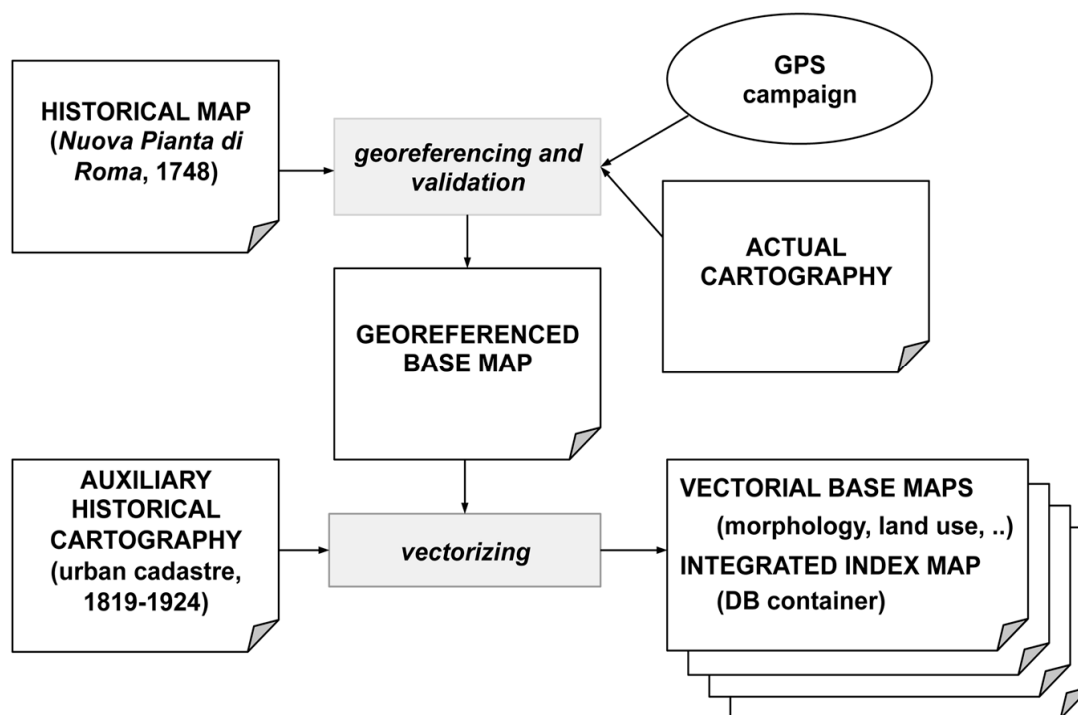 GPS
campaign
HISTORICAL MAP
(Nuova Pianta di
Roma, 1748)
georeferencing and
validation
ACTUAL
CARTOGRAPHY
GEOREFERENCED
BASE MAP
AUXILIARY
HISTORICAL
CARTOGRAPHY
(urban cadastre,
1819-1924)
vectorizing
VECTORIAL BASE MAPS
(morphology, land use, ..)
INTEGRATED INDEX MAP
(DB container)